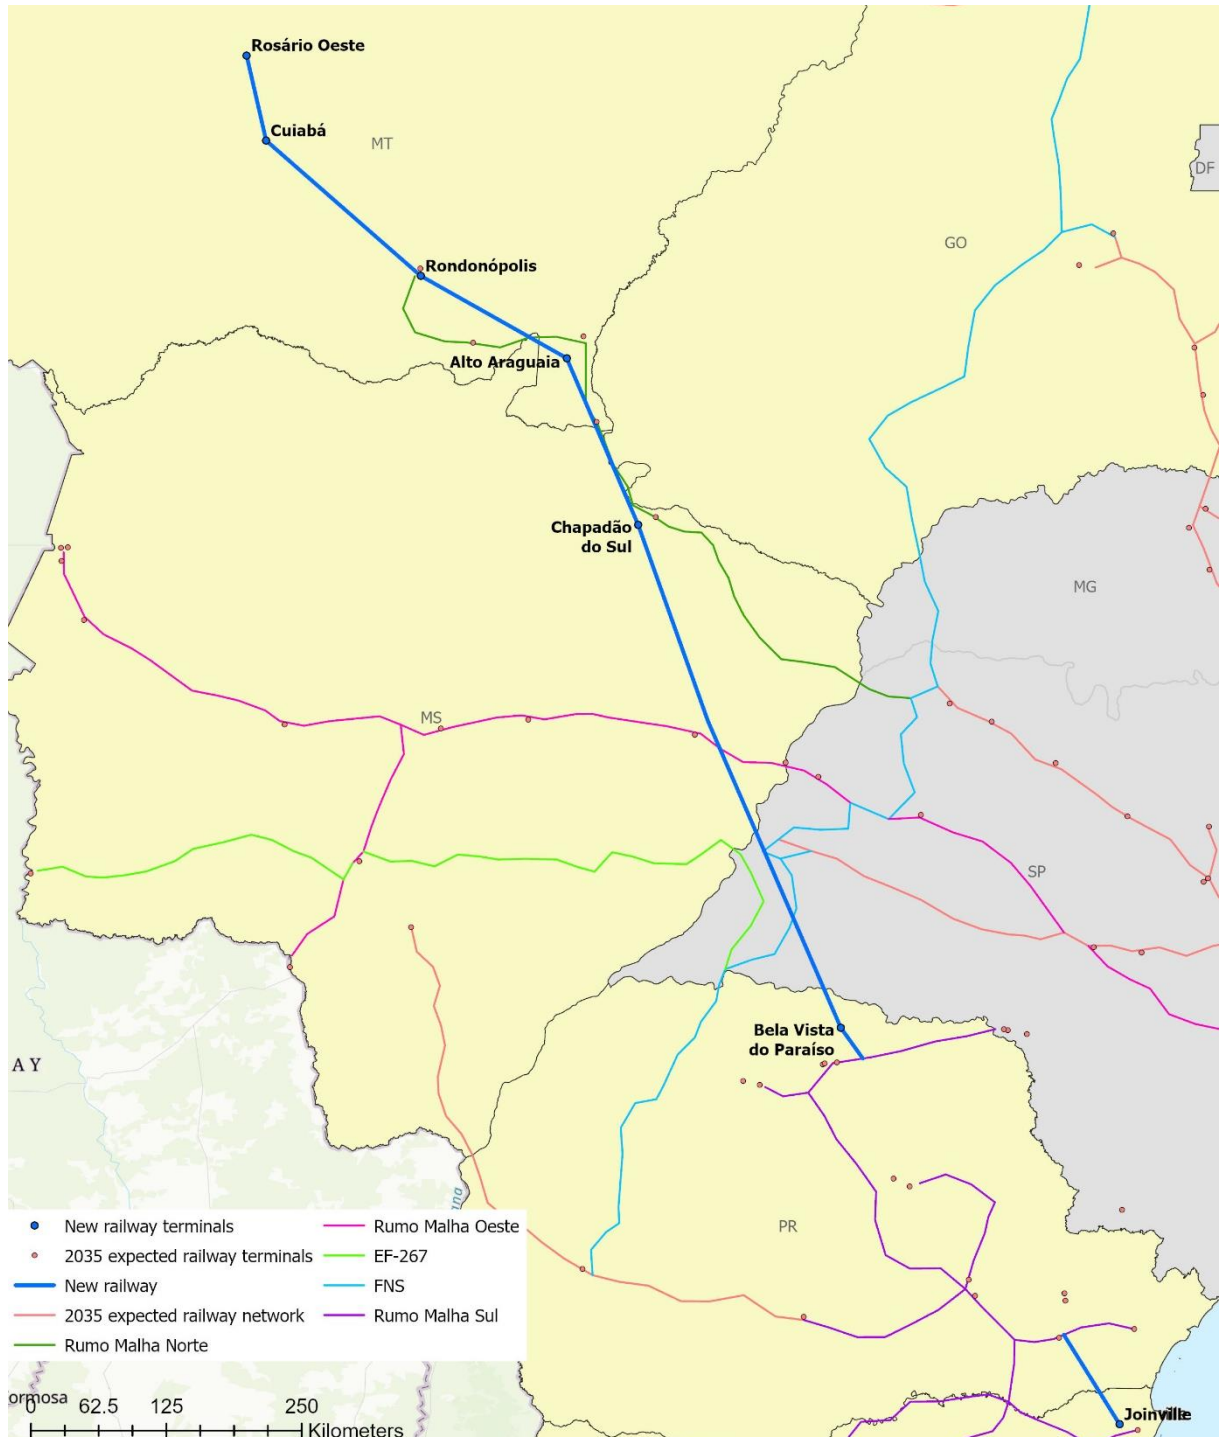 Rosário Oeste
Cuiabá
MT
DF
GO
Rondonópolis
Alto Araguaia
Chapadão
do Sul
MG
MS
SP
Bela Vista
do Paraíso
A Y
PR
New railway terminals
2035 expected railway terminals
New railway
2035 expected railway network
Rumo Malha Norte
Rumo Malha Oeste
EF-267
FNS
Rumo Malha Sul
ormosa
0 62.5 125 250
Kilometers
Joinville